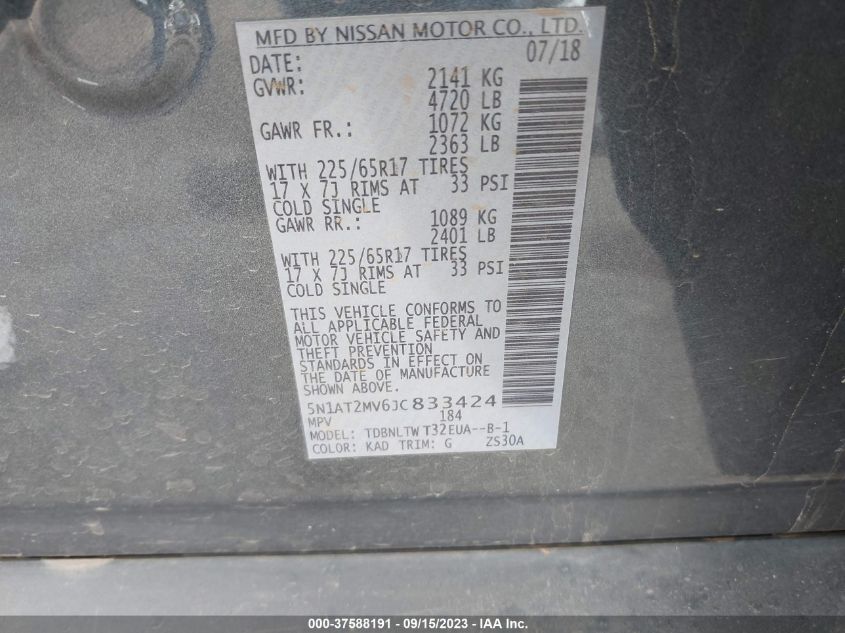 MFD BY NISSAN MOTOR CO., LTD.
DATE: 07/18
GVWR: 2141 KG
4720 LB
GAWR FR.: 1072 KG
2363 LB
WITH 225/65R17 TIRES
17 X 7J RIMS AT 33 PSI
COLD SINGLE
GAWR RR.: 1089 KG
2401 LB
WITH 225/65R17 TIRES
17 X 7J RIMS AT 33 PSI
COLD SINGLE
THIS VEHICLE CONFORMS TO
ALL APPLICABLE FEDERAL
MOTOR VEHICLE SAFETY AND
THEFT PREVENTION
STANDARDS IN EFFECT ON
THE DATE OF MANUFACTURE
SHOWN ABOVE.
5N1AT2MV6JC833424
MPV 184
MODEL: TDBNLTW T32EUA--B-1
COLOR: KAD TRIM: G ZS30A
000-37588191 - 09/15/2023 - IAA Inc.